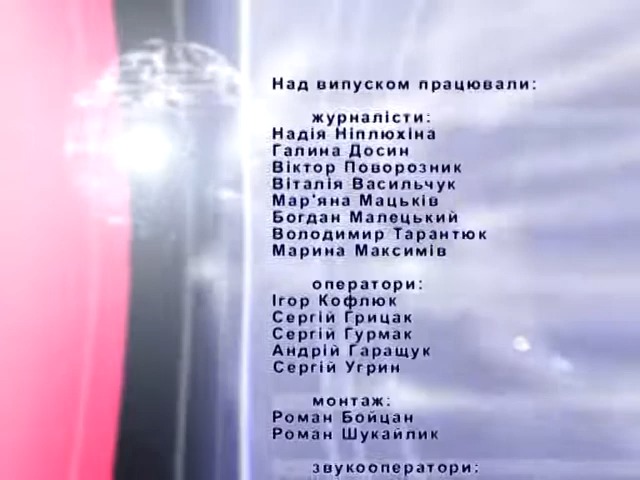 Над випуском працювали:
журналісти:
Надія Ніплюхіна
Галина Досин
Віктор Поворозник
Віталія Васильчук
Мар'яна Мацьків
Богдан Малецький
Володимир Тарантюк
Марина Максимів
оператори:
Ігор Кофлюк
Сергій Грицак
Сергій Гурмак
Андрій Гаращук
Сергій Угрин
монтаж:
Роман Бойцан
Роман Шукайлик
звукооператори: